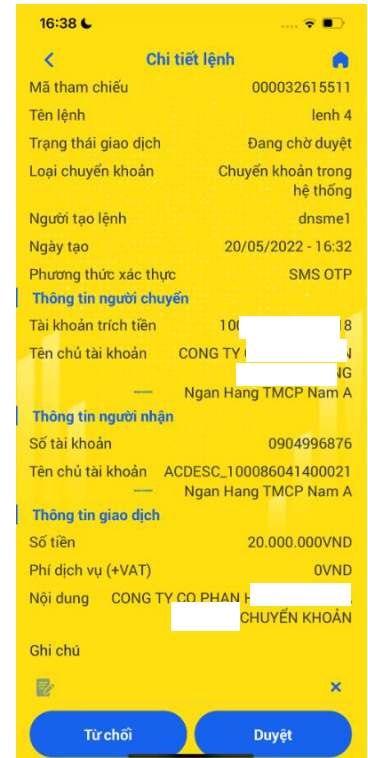 16:38
Chi tiết lệnh
Mã tham chiếu 000032615511
Tên lệnh lenh 4
Trạng thái giao dịch Đang chờ duyệt
Loại chuyển khoản Chuyển khoản trong
hệ thống
Người tạo lệnh dnsme1
Ngày tạo 20/05/2022 - 16:32
Phương thức xác thực SMS OTP
Thông tin người chuyển
Tài khoản trích tiền 100 18
Tên chủ tài khoản CONG TY
NG
Ngan Hang TMCP Nam A
Thông tin người nhận
Số tài khoản 0904996876
Tên chủ tài khoản ACDESC_100086041400021
Ngan Hang TMCP Nam A
Thông tin giao dịch
Số tiền 20.000.000VND
Phí dịch vụ (+VAT) 0VND
Nội dung CONG TY CO PHAN H
CHUYỂN KHOẢN
Ghi chú
Từ chối Duyệt